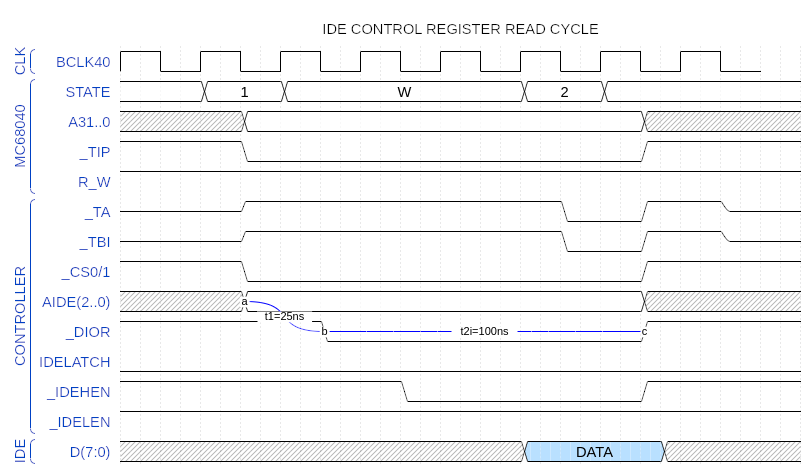 IDE CONTROL REGISTER READ CYCLE
CLK
BCLK40
MC68040
STATE 1 W 2
A31..0
_TIP
R_W
CONTROLLER
_TA
_TBI
_CS0/1
AIDE(2..0) a
t1=25ns
_DIOR b t2i=100ns c
IDELATCH
_IDEHEN
_IDELEN
IDE
D(7:0) DATA